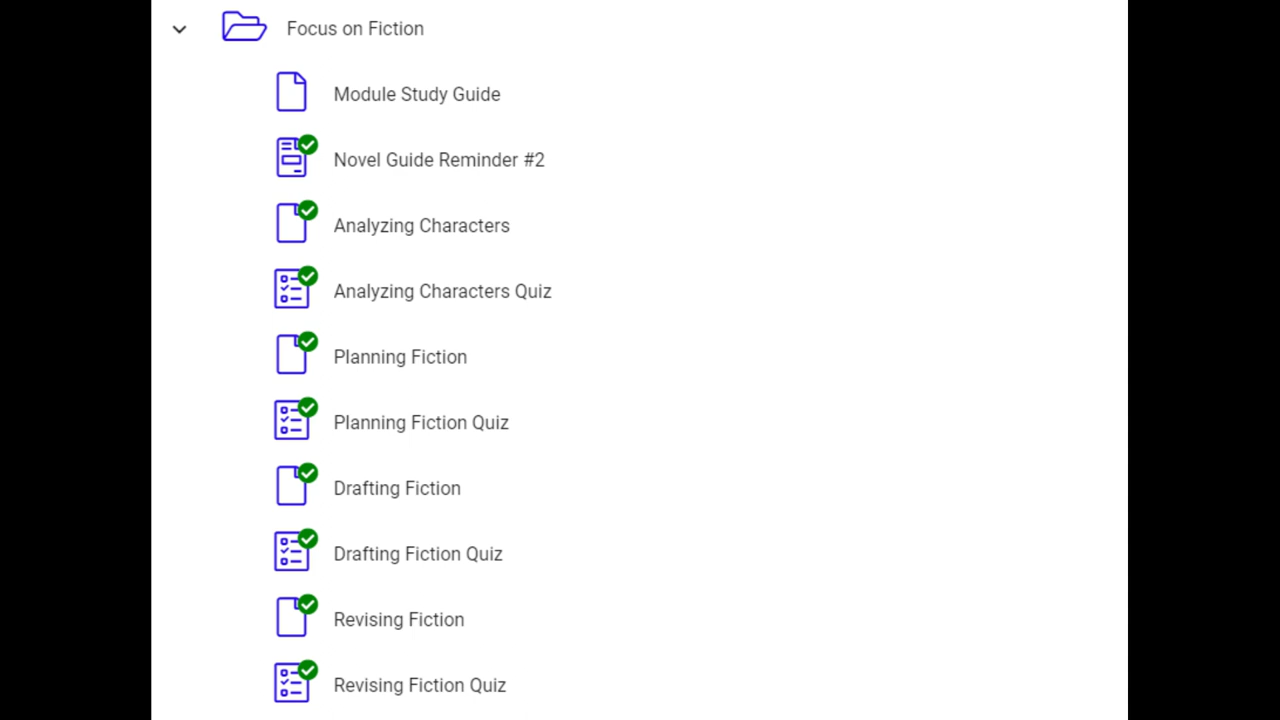 Focus on Fiction
Module Study Guide
Novel Guide Reminder #2
Analyzing Characters
Analyzing Characters Quiz
Planning Fiction
Planning Fiction Quiz
Drafting Fiction
Drafting Fiction Quiz
Revising Fiction
Revising Fiction Quiz